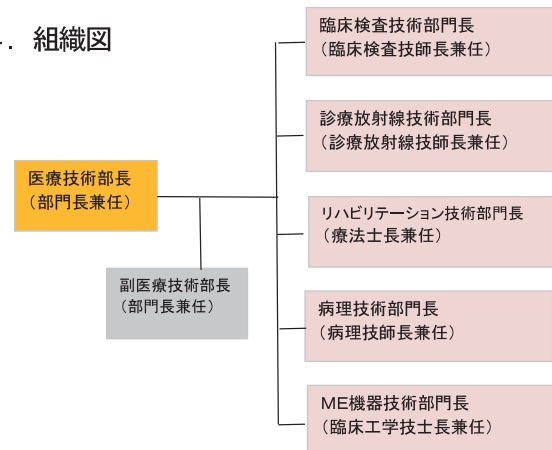 . 組織図
医療技術部長
（部門長兼任）
副医療技術部長
（部門長兼任）
臨床検査技術部門長
（臨床検査技師長兼任）
診療放射線技術部門長
（診療放射線技師長兼任）
リハビリテーション技術部門長
（療法士長兼任）
病理技術部門長
（病理技師長兼任）
ME機器技術部門長
（臨床工学技士長兼任）